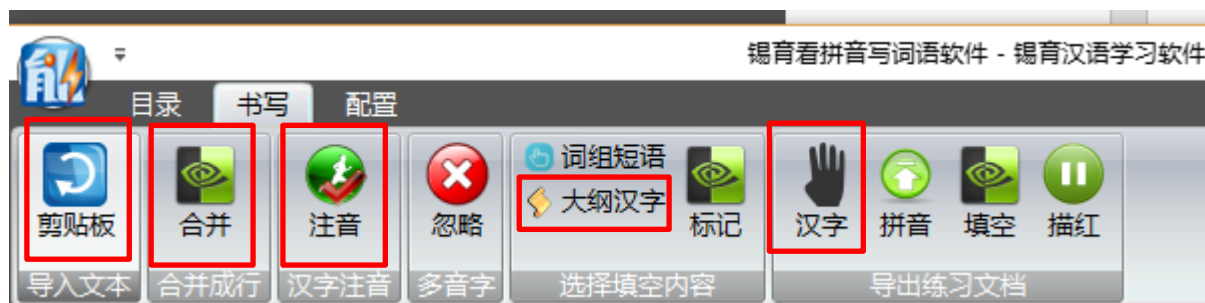 锡育看拼音写词语软件 - 锡育汉语学习软件
目录 书写 配置
词组短语
大纲汉字
剪贴板 合并 注音 忽略 标记 汉字 拼音 填空 描红
导入文本 合并成行 汉字注音 多音字 选择填空内容 导出练习文档